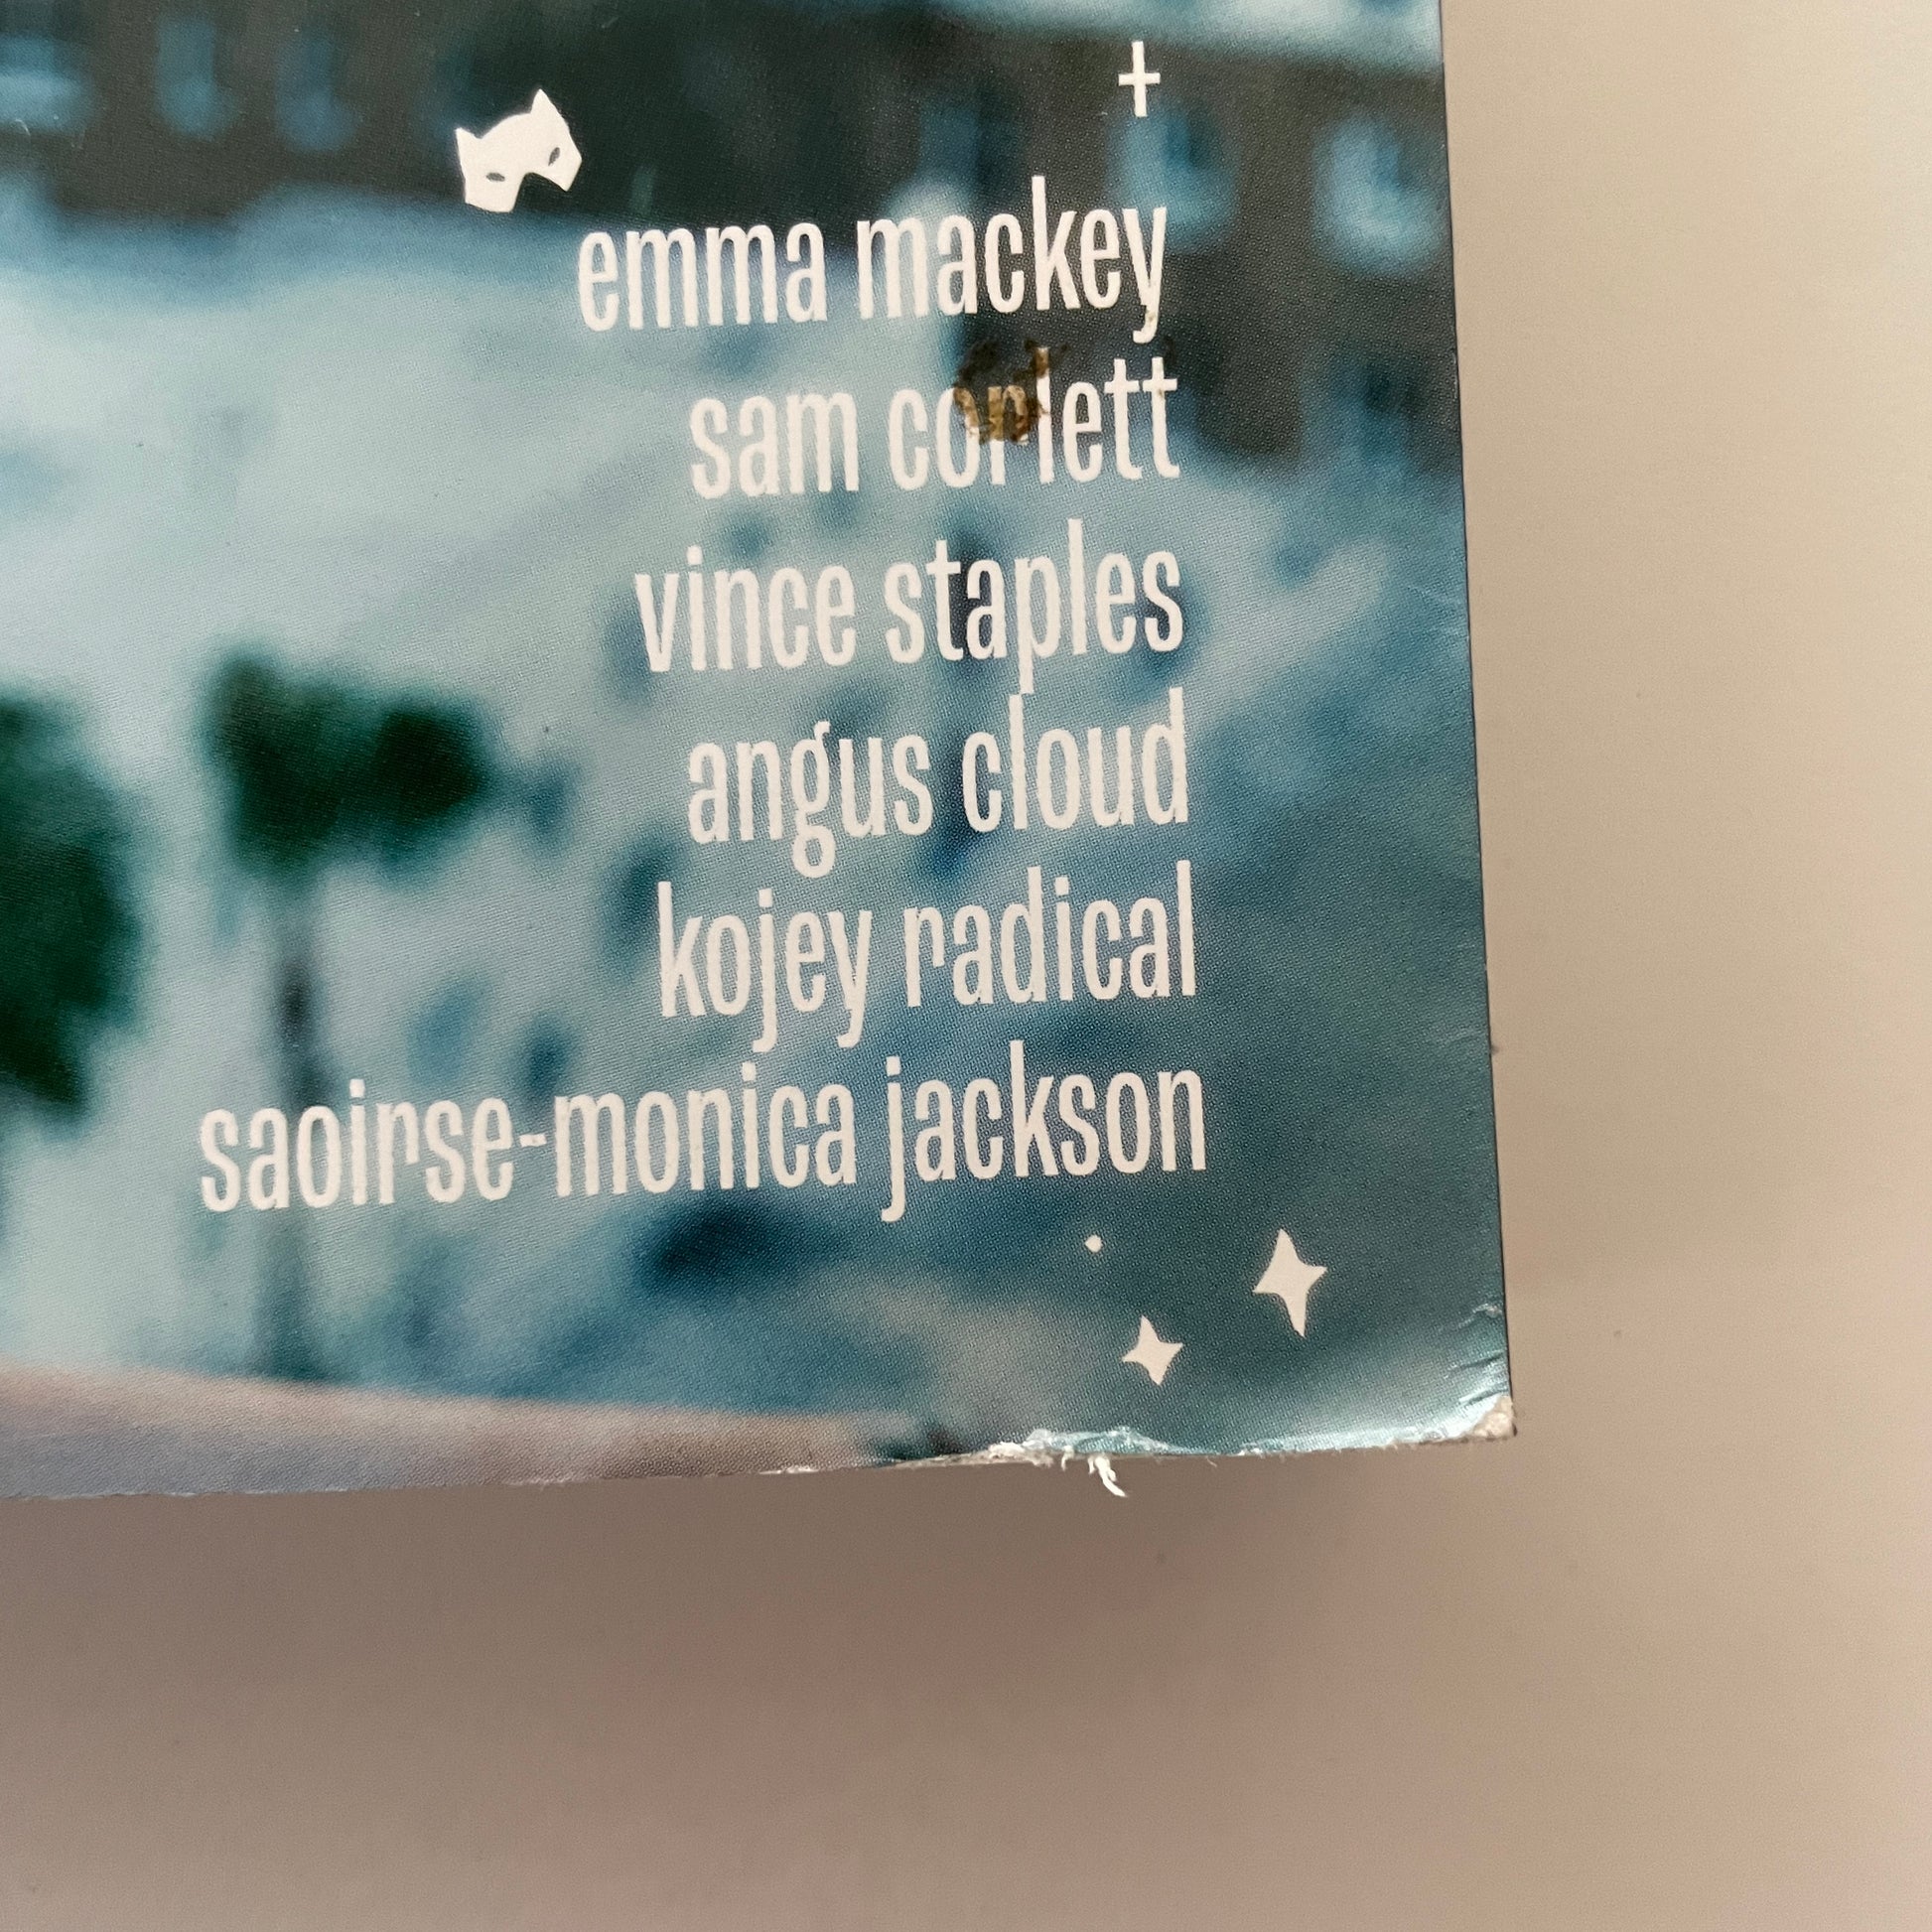 +
emma mackey
sam corlett
vince staples
angus cloud
kojey radical
saoirse-monica jackson